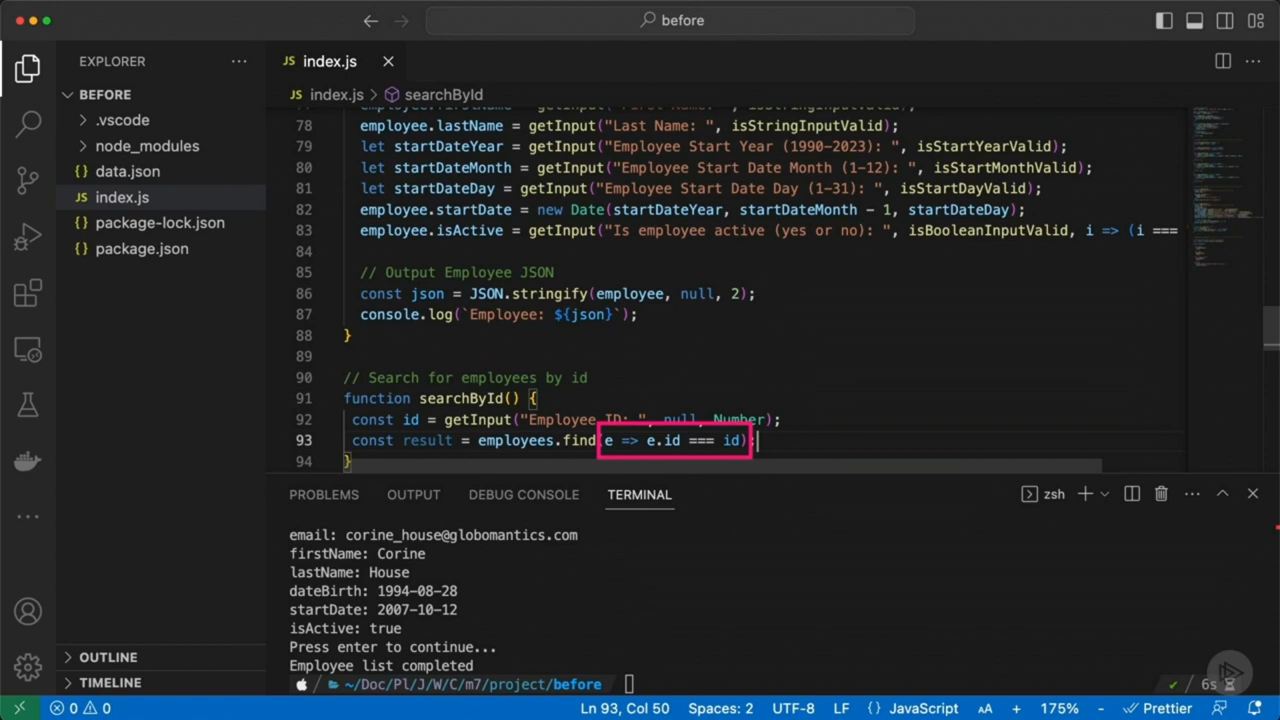 before
EXPLORER
BEFORE
.vscode
node_modules
data.json
JS index.js
package-lock.json
package.json
OUTLINE
TIMELINE
JS index.js
JS index.js > searchById
78 employee.lastName = getInput("Last Name: ", isStringInputValid);
79 let startDateYear = getInput("Employee Start Year (1990-2023): ", isStartYearValid);
80 let startDateMonth = getInput("Employee Start Date Month (1-12): ", isStartMonthValid);
81 let startDateDay = getInput("Employee Start Date Day (1-31): ", isStartDayValid);
82 employee.startDate = new Date(startDateYear, startDateMonth - 1, startDateDay);
83 employee.isActive = getInput("Is employee active (yes or no): ", isBooleanInputValid, i => (i ===
84
85 // Output Employee JSON
86 const json = JSON.stringify(employee, null, 2);
87 console.log(`Employee: ${json}`);
88 }
89
90 // Search for employees by id
91 function searchById() {
92 const id = getInput("Employee ID: ", null, Number);
93 const result = employees.find(e => e.id === id);
94 }
PROBLEMS OUTPUT DEBUG CONSOLE TERMINAL zsh
email: corine_house@globomantics.com
firstName: Corine
lastName: House
dateBirth: 1994-08-28
startDate: 2007-10-12
isActive: true
Press enter to continue...
Employee list completed
~/Doc/Pl/J/W/C/m7/project/before 6s
0 0 Ln 93, Col 50 Spaces: 2 UTF-8 LF {} JavaScript AA + 175% - Prettier